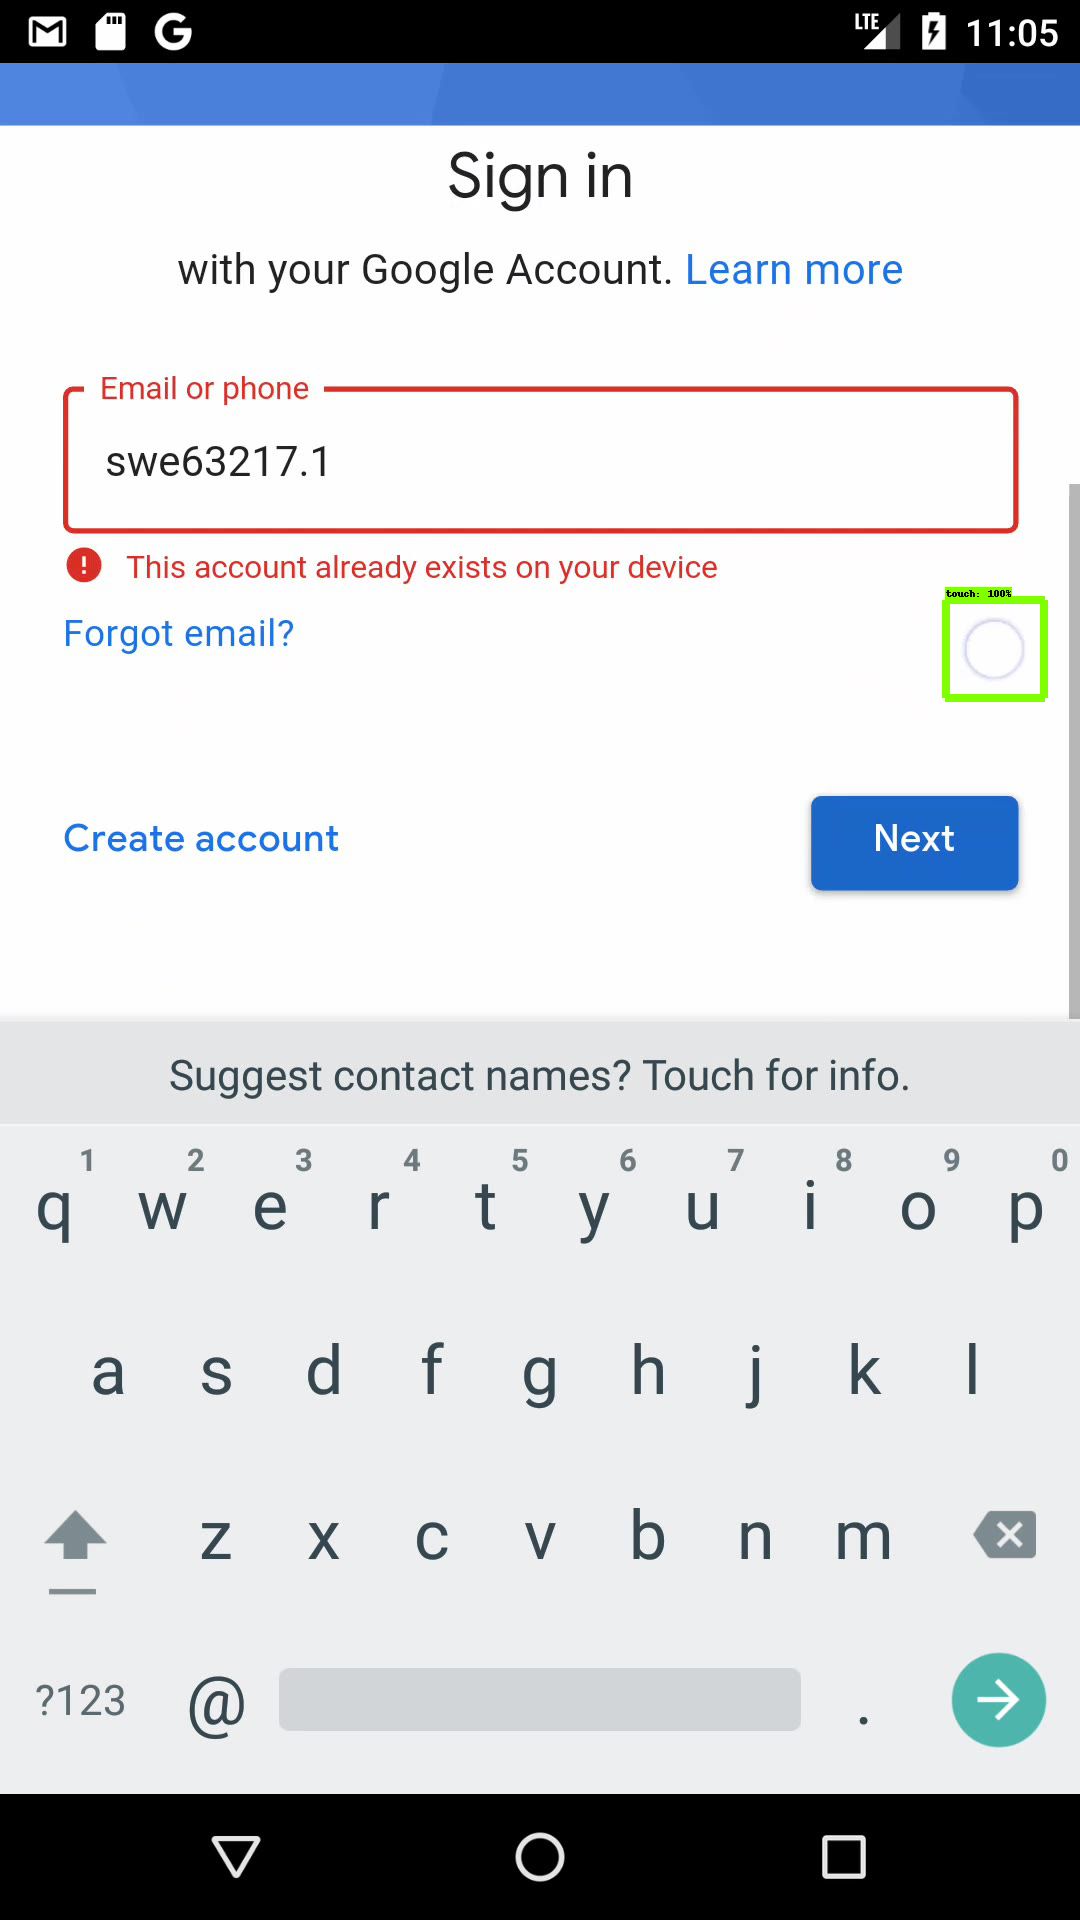 LTE 11:05
Sign in
with your Google Account. Learn more
Email or phone
swe63217.1
This account already exists on your device
touch: 100%
Forgot email?
Create account Next
Suggest contact names? Touch for info.
1 2 3 4 5 6 7 8 9 0
q w e r t y u i o p
a s d f g h j k l
z x c v b n m
?123 @ .